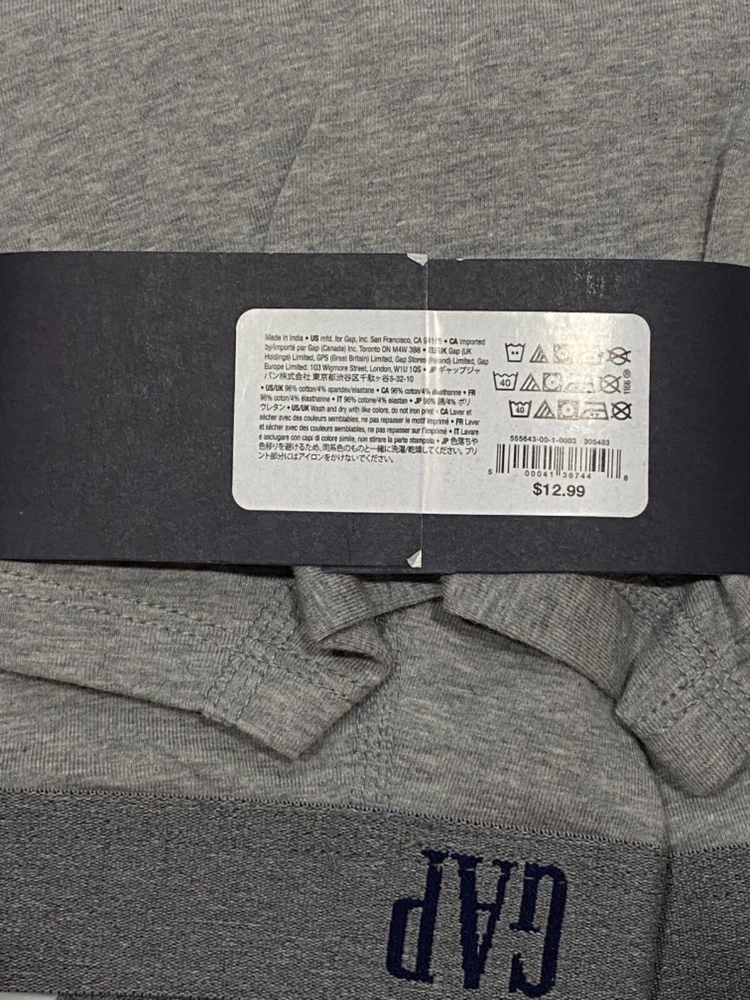 Made in India • US mfd. for Gap, Inc. San Francisco, CA 94105 • CA Imported
by/importé par Gap (Canada) Inc. Toronto ON M4W 3B8 • ZE/UK Gap (UK
Holdings) Limited, GPS (Great Britain) Limited, Gap Stores (Ireland) Limited, Gap
Europe Limited: 103 Wigmore Street, London, W1U 1QS • JP ギャップジャ
パン株式会社 東京都渋谷区千駄ヶ谷5-32-10
• US/UK 96% cotton/4% spandex/elastane • CA 96% coton/4% élasthanne • FR
96% coton/4% élasthanne • IT 96% cotone/4% elastan • JP 96% 綿/4% ポリ
ウレタン • US/UK Wash and dry with like colors, do not iron print • CA Laver et
sécher avec des couleurs semblables, ne pas repasser le motif imprimé • FR Laver
et sécher avec des couleurs semblables, ne pas repasser sur l'imprimé • IT Lavare
e asciugare con capi di colore simile, non stirare la parte stampata • JP 色落ちや
色移りを避けるため、同系色のものと一緒に洗濯/乾燥してください。プリ
ント部分にはアイロンをかけないでください。
40
40
1166
555643-00-1-0003 305483
5 00041 36744 8
$12.99
GAP